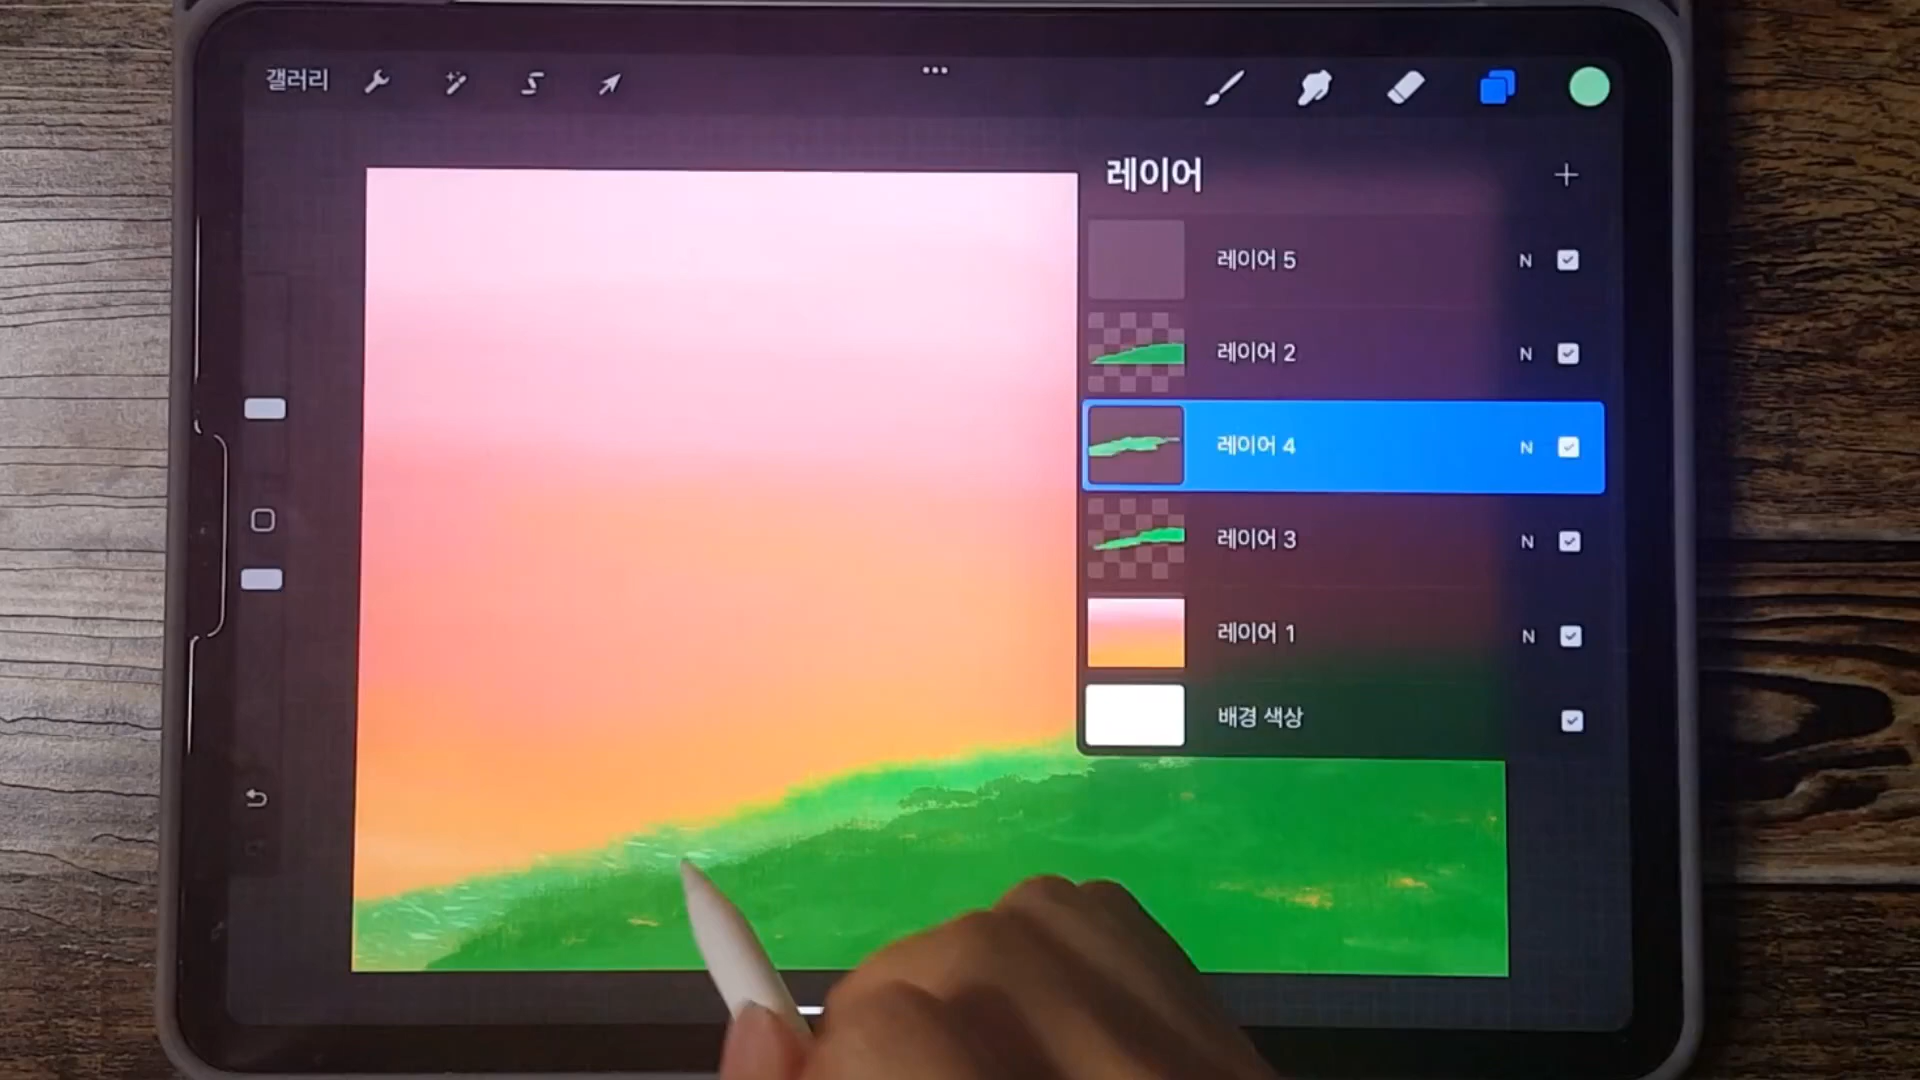 갤러리
레이어
레이어 5 N
레이어 2 N
레이어 4 N
레이어 3 N
레이어 1 N
배경 색상